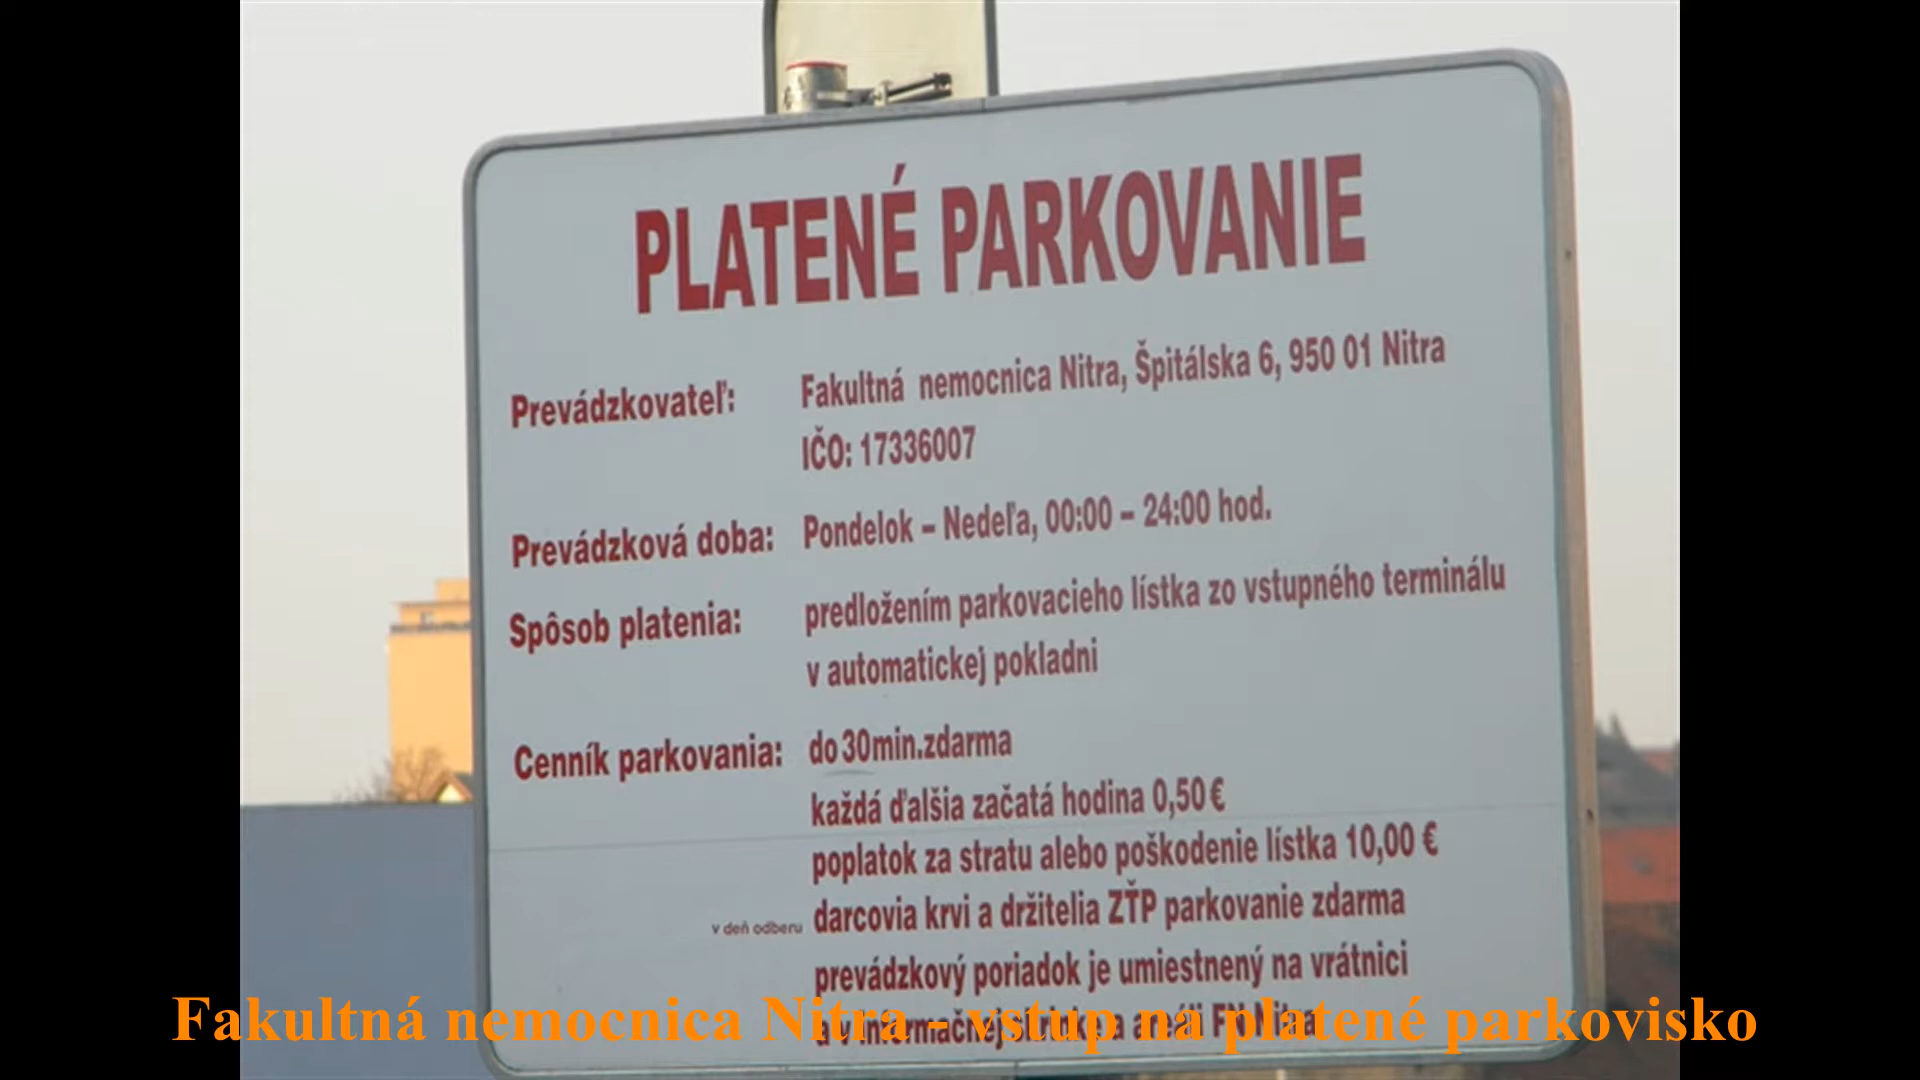 PLATENÉ PARKOVANIE
Prevádzkovateľ: Fakultná nemocnica Nitra, Špitálska 6, 950 01 Nitra
IČO: 17336007
Prevádzková doba: Pondelok – Nedeľa, 00:00 – 24:00 hod.
Spôsob platenia: predložením parkovacieho lístka zo vstupného terminálu
v automatickej pokladni
Cenník parkovania: do 30min.zdarma
každá ďalšia začatá hodina 0,50 €
poplatok za stratu alebo poškodenie lístka 10,00 €
v deň odberu darcovia krvi a držitelia ZŤP parkovanie zdarma
prevádzkový poriadok je umiestnený na vrátnici
FN Nitra
Fakultná nemocnica Nitra - vstup na platené parkovisko